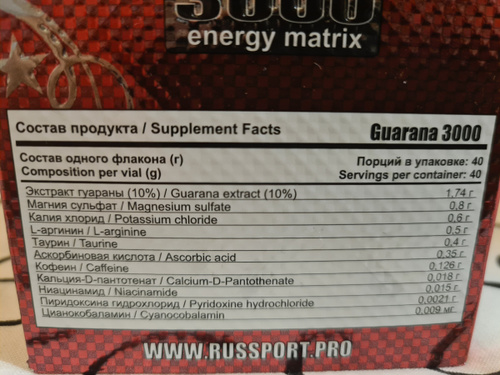 3000
energy matrix
Состав продукта / Supplement Facts Guarana 3000
Состав одного флакона (г) Порций в упаковке: 40
Composition per vial (g) Servings per container: 40
Экстракт гуараны (10%) / Guarana extract (10%) 1,74 г
Магния сульфат / Magnesium sulfate 0,8 г
Калия хлорид / Potassium chloride 0,6 г
L-аргинин / L-arginine 0,5 г
Таурин / Taurine 0,4 г
Аскорбиновая кислота / Ascorbic acid 0,35 г
Кофеин / Caffeine 0,126 г
Кальция-D-пантотенат / Calcium-D-Pantothenate 0,018 г
Ниацинамид / Niacinamide 0,015 г
Пиридоксина гидрохлорид / Pyridoxine hydrochloride 0,0021 г
Цианокобаламин / Cyanocobalamin 0,009 мг
WWW.RUSSPORT.PRO